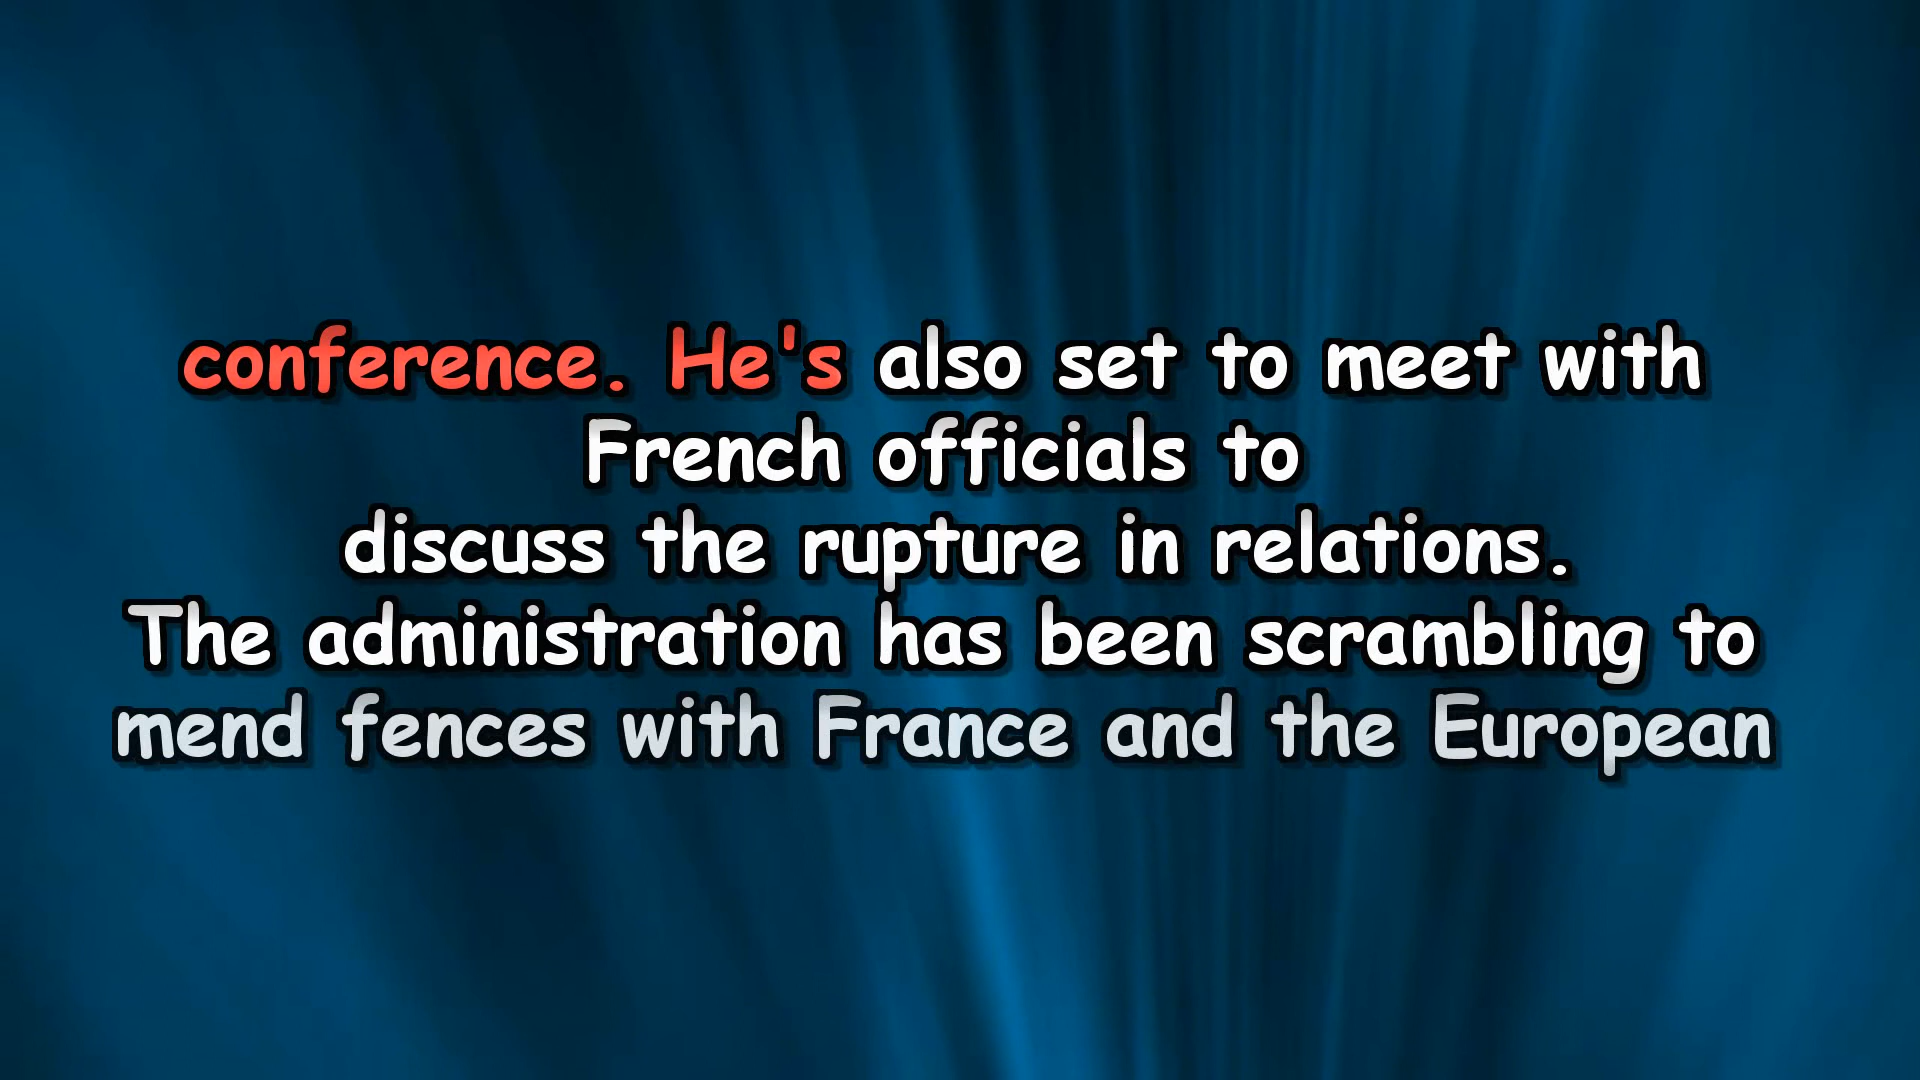 conference. He's also set to meet with
French officials to
discuss the rupture in relations.
The administration has been scrambling to
mend fences with France and the European